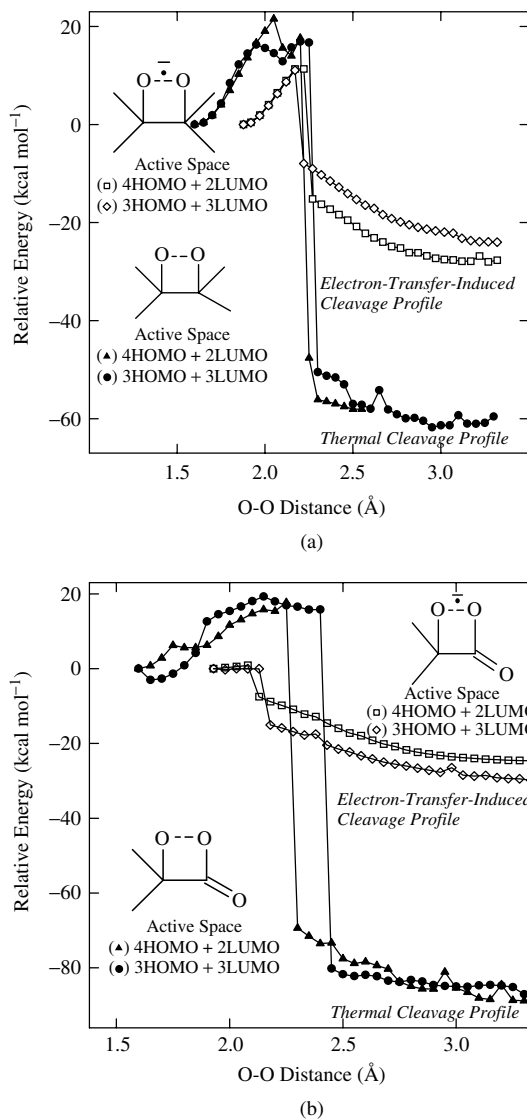 20
0
−20
−40
−60
Relative Energy (kcal mol−1)
O O
Active Space
(□) 4HOMO + 2LUMO
(◇) 3HOMO + 3LUMO
O O
Active Space
(▲) 4HOMO + 2LUMO
(●) 3HOMO + 3LUMO
Electron-Transfer-Induced
Cleavage Profile
Thermal Cleavage Profile
1.5 2.0 2.5 3.0
O-O Distance (Å)
(a)
20
0
−20
−40
−60
−80
Relative Energy (kcal mol−1)
O O
O
Active Space
(□) 4HOMO + 2LUMO
(◇) 3HOMO + 3LUMO
Electron-Transfer-Induced
Cleavage Profile
O O
O
Active Space
(▲) 4HOMO + 2LUMO
(●) 3HOMO + 3LUMO
Thermal Cleavage Profile
1.5 2.0 2.5 3.0
O-O Distance (Å)
(b)